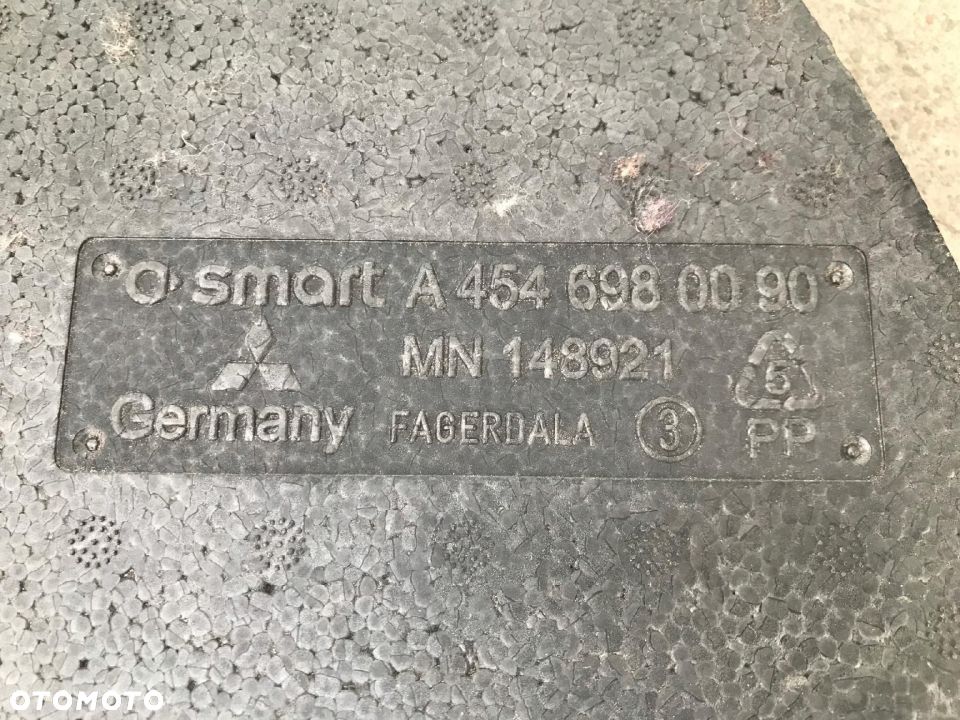 smart A 454 698 00 90
MN 148921
5
Germany FAGERDALA 3 PP
OTOMOTO